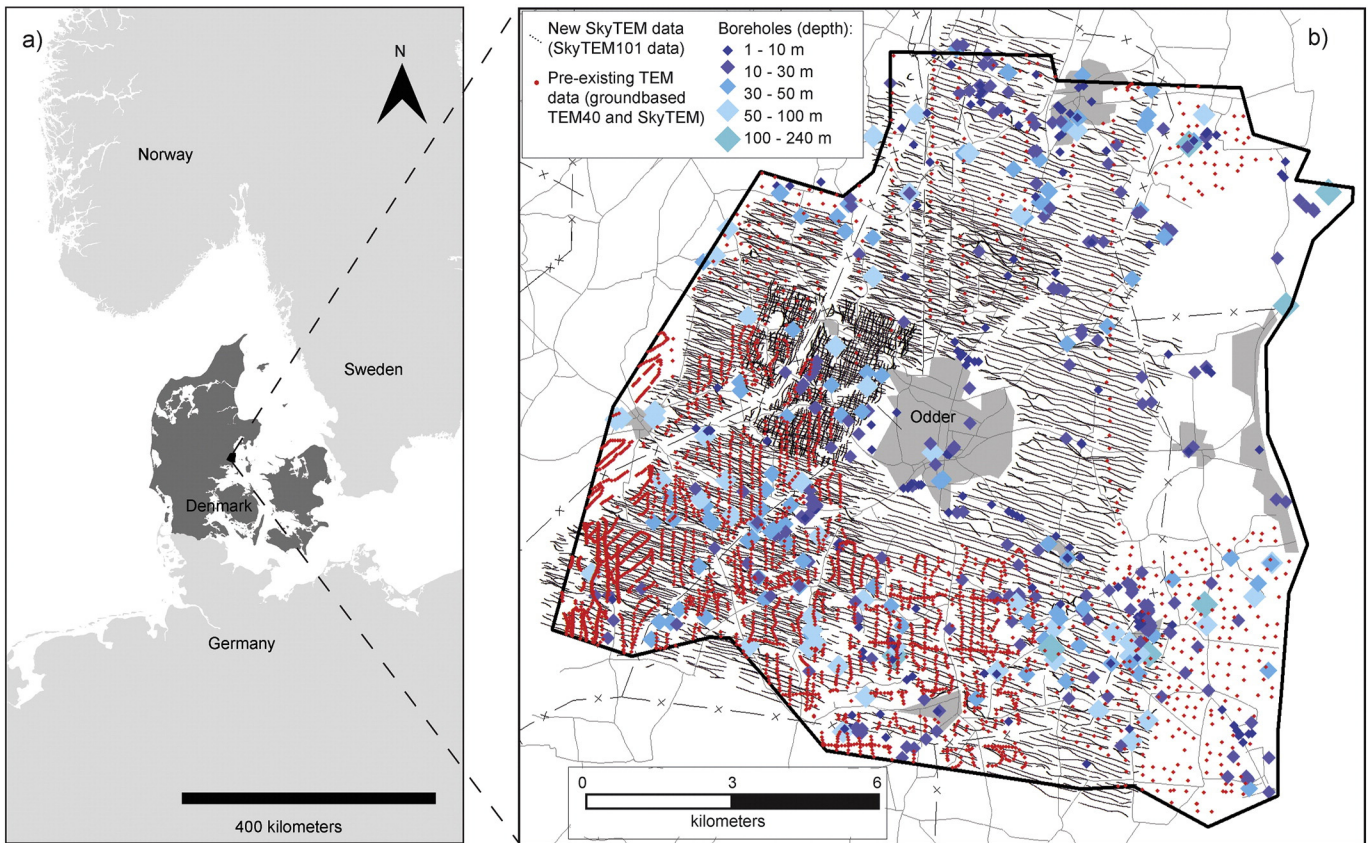 a)
N
Norway
Sweden
Denmark
Germany
400 kilometers
New SkyTEM data
(SkyTEM101 data)
Pre-existing TEM
data (groundbased
TEM40 and SkyTEM)
Boreholes (depth):
1 - 10 m
10 - 30 m
30 - 50 m
50 - 100 m
100 - 240 m
b)
Odder
0 3 6
kilometers